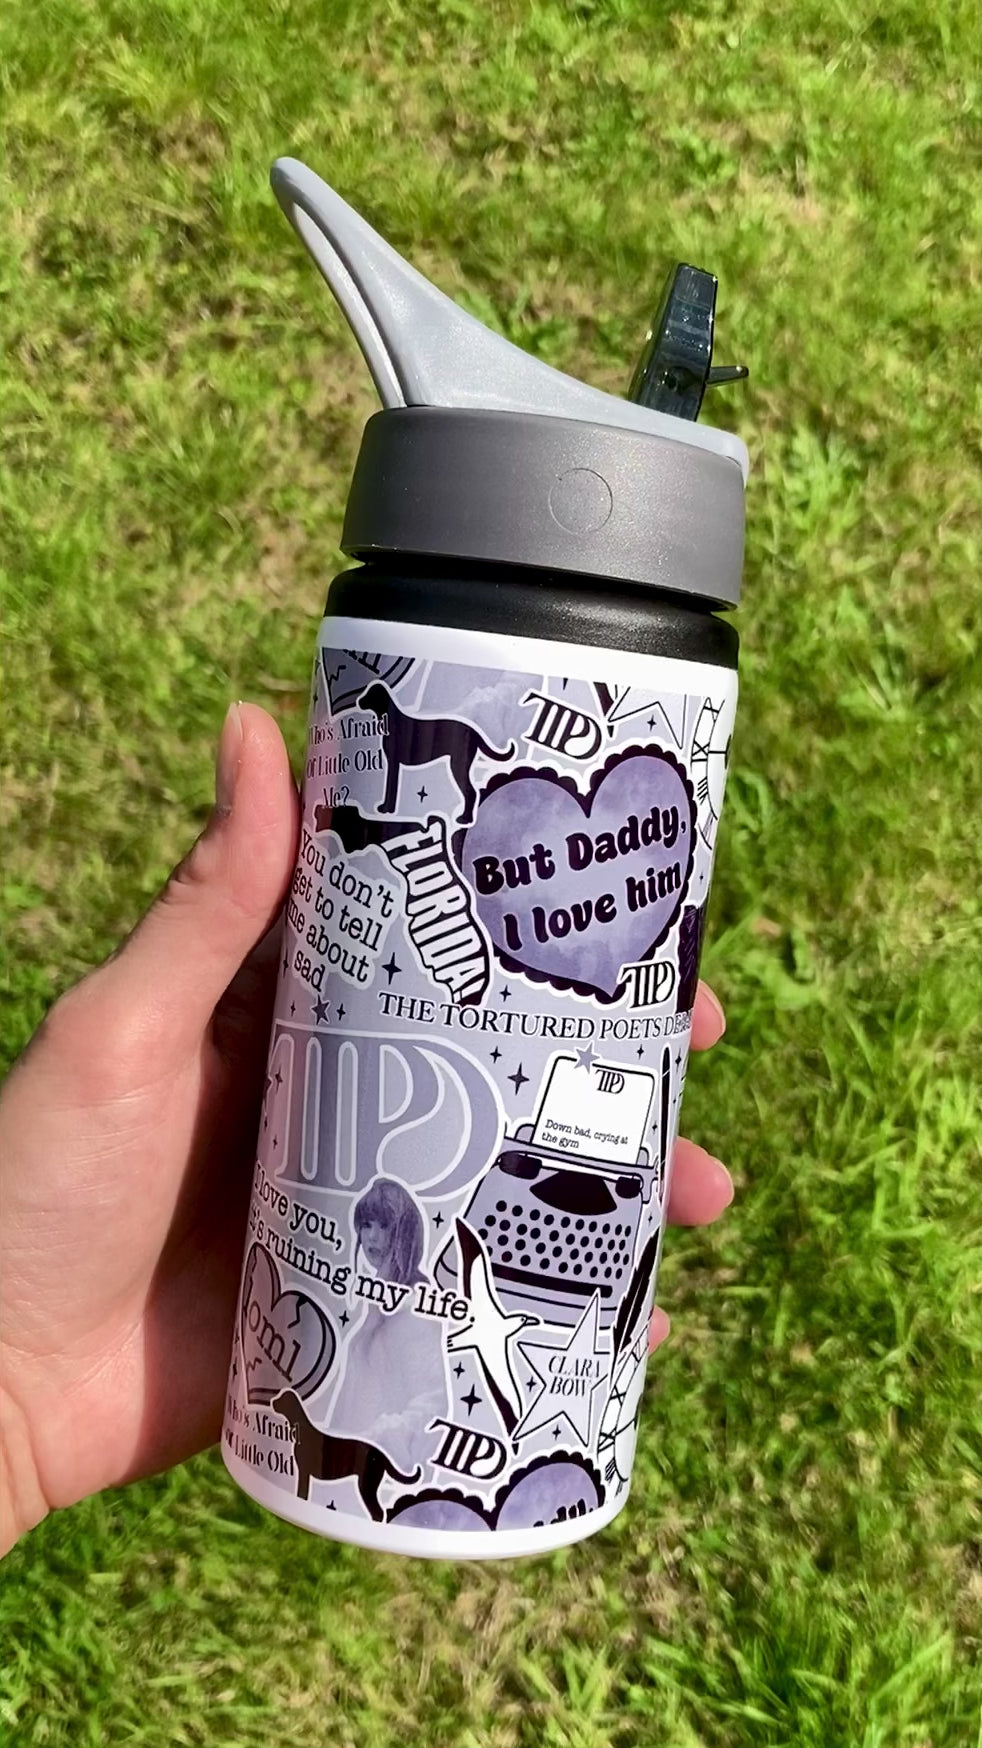 TTPD
Who's Afraid
Of Little Old
Me?
FLORIDA!
But Daddy,
I love him
You don't
get to tell
me about
sad
TTPD
THE TORTURED POETS DE
TTPD
TTPD
Down bad, crying at
the gym
I love you,
it's ruining my life.
loml
CLARA
BOW
Who's Afraid
Of Little Old
TTPD